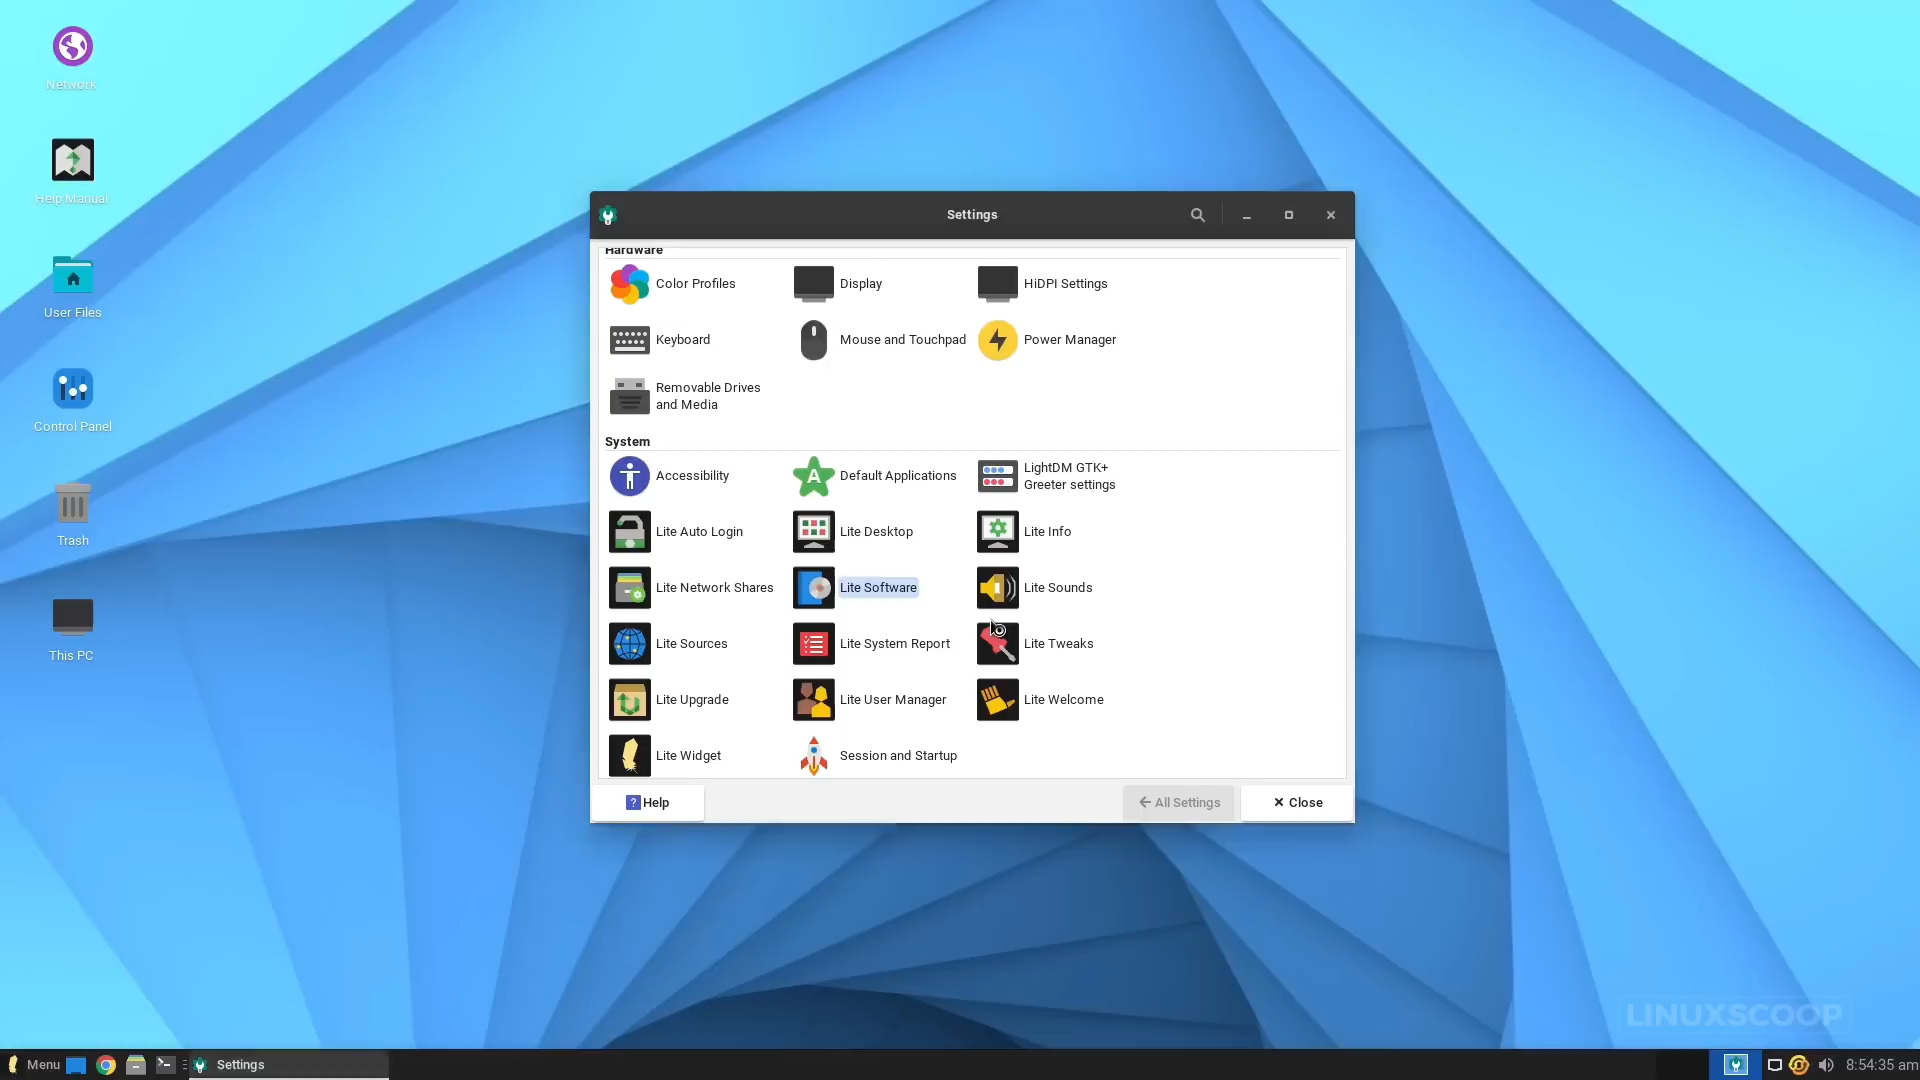 Network
Help Manual
User Files
Control Panel
Trash
This PC
Settings
Hardware
Color Profiles
Display
HiDPI Settings
Keyboard
Mouse and Touchpad
Power Manager
Removable Drives
and Media
System
Accessibility
A
Default Applications
LightDM GTK+
Greeter settings
Lite Auto Login
Lite Desktop
Lite Info
Lite Network Shares
Lite Software
Lite Sounds
Lite Sources
Lite System Report
Lite Tweaks
Lite Upgrade
Lite User Manager
Lite Welcome
Lite Widget
Session and Startup
? Help
All Settings
Close
LINUXSCOOP
Menu
Settings
8:54:35 am